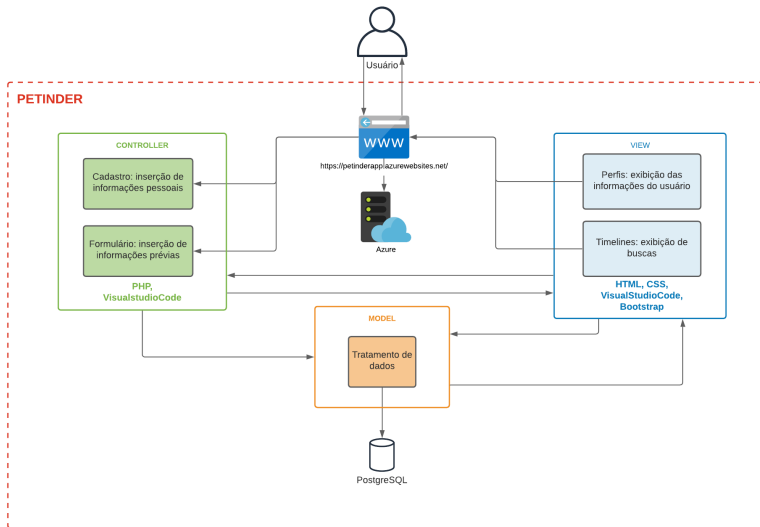 Usuário
PETINDER
WWW
https://petinderapp.azurewebsites.net/
Azure
CONTROLLER
Cadastro: inserção de
informações pessoais
Formulário: inserção de
informações prévias
PHP,
VisualstudioCode
VIEW
Perfis: exibição das
informações do usuário
Timelines: exibição de
buscas
HTML, CSS,
VisualStudioCode,
Bootstrap
MODEL
Tratamento de
dados
PostgreSQL